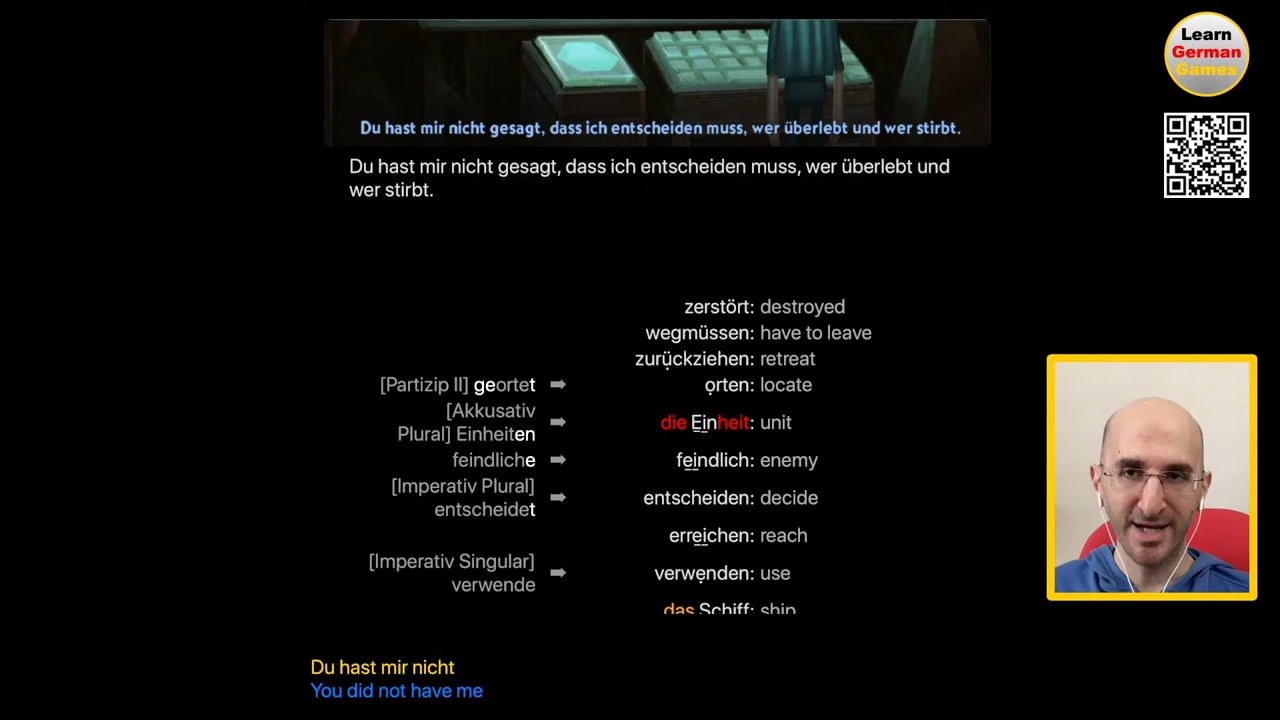 Learn
German
Games
Du hast mir nicht gesagt, dass ich entscheiden muss, wer überlebt und wer stirbt.
Du hast mir nicht gesagt, dass ich entscheiden muss, wer überlebt und
wer stirbt.
zerstört: destroyed
wegmüssen: have to leave
zurückziehen: retreat
[Partizip II] geortet ➡ orten: locate
[Akkusativ
Plural] Einheiten ➡ die Einheit: unit
feindliche ➡ feindlich: enemy
[Imperativ Plural]
entscheidet ➡ entscheiden: decide
erreichen: reach
[Imperativ Singular]
verwende ➡ verwenden: use
das Schiff: ship
Du hast mir nicht
You did not have me